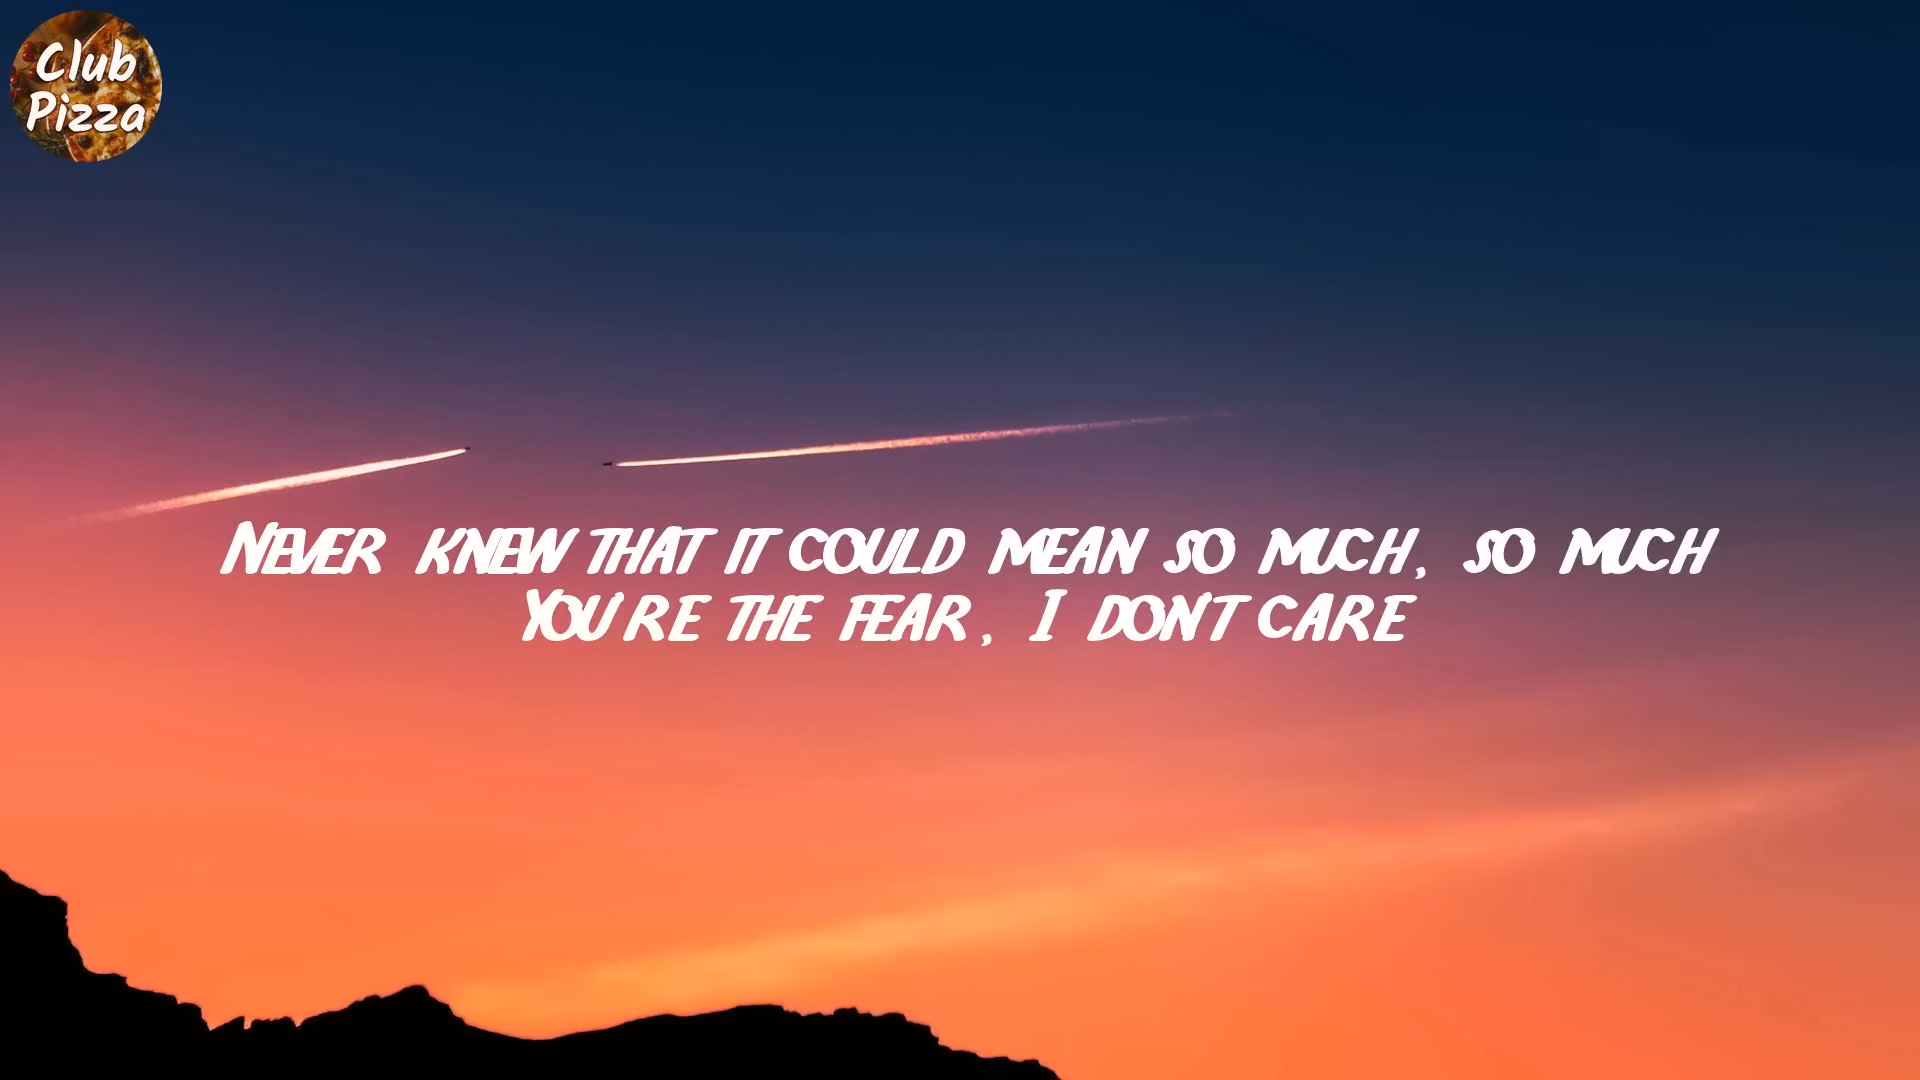 Club
Pizza
NEVER KNEW THAT IT COULD MEAN SO MUCH, SO MUCH
YOU'RE THE FEAR, I DON'T CARE